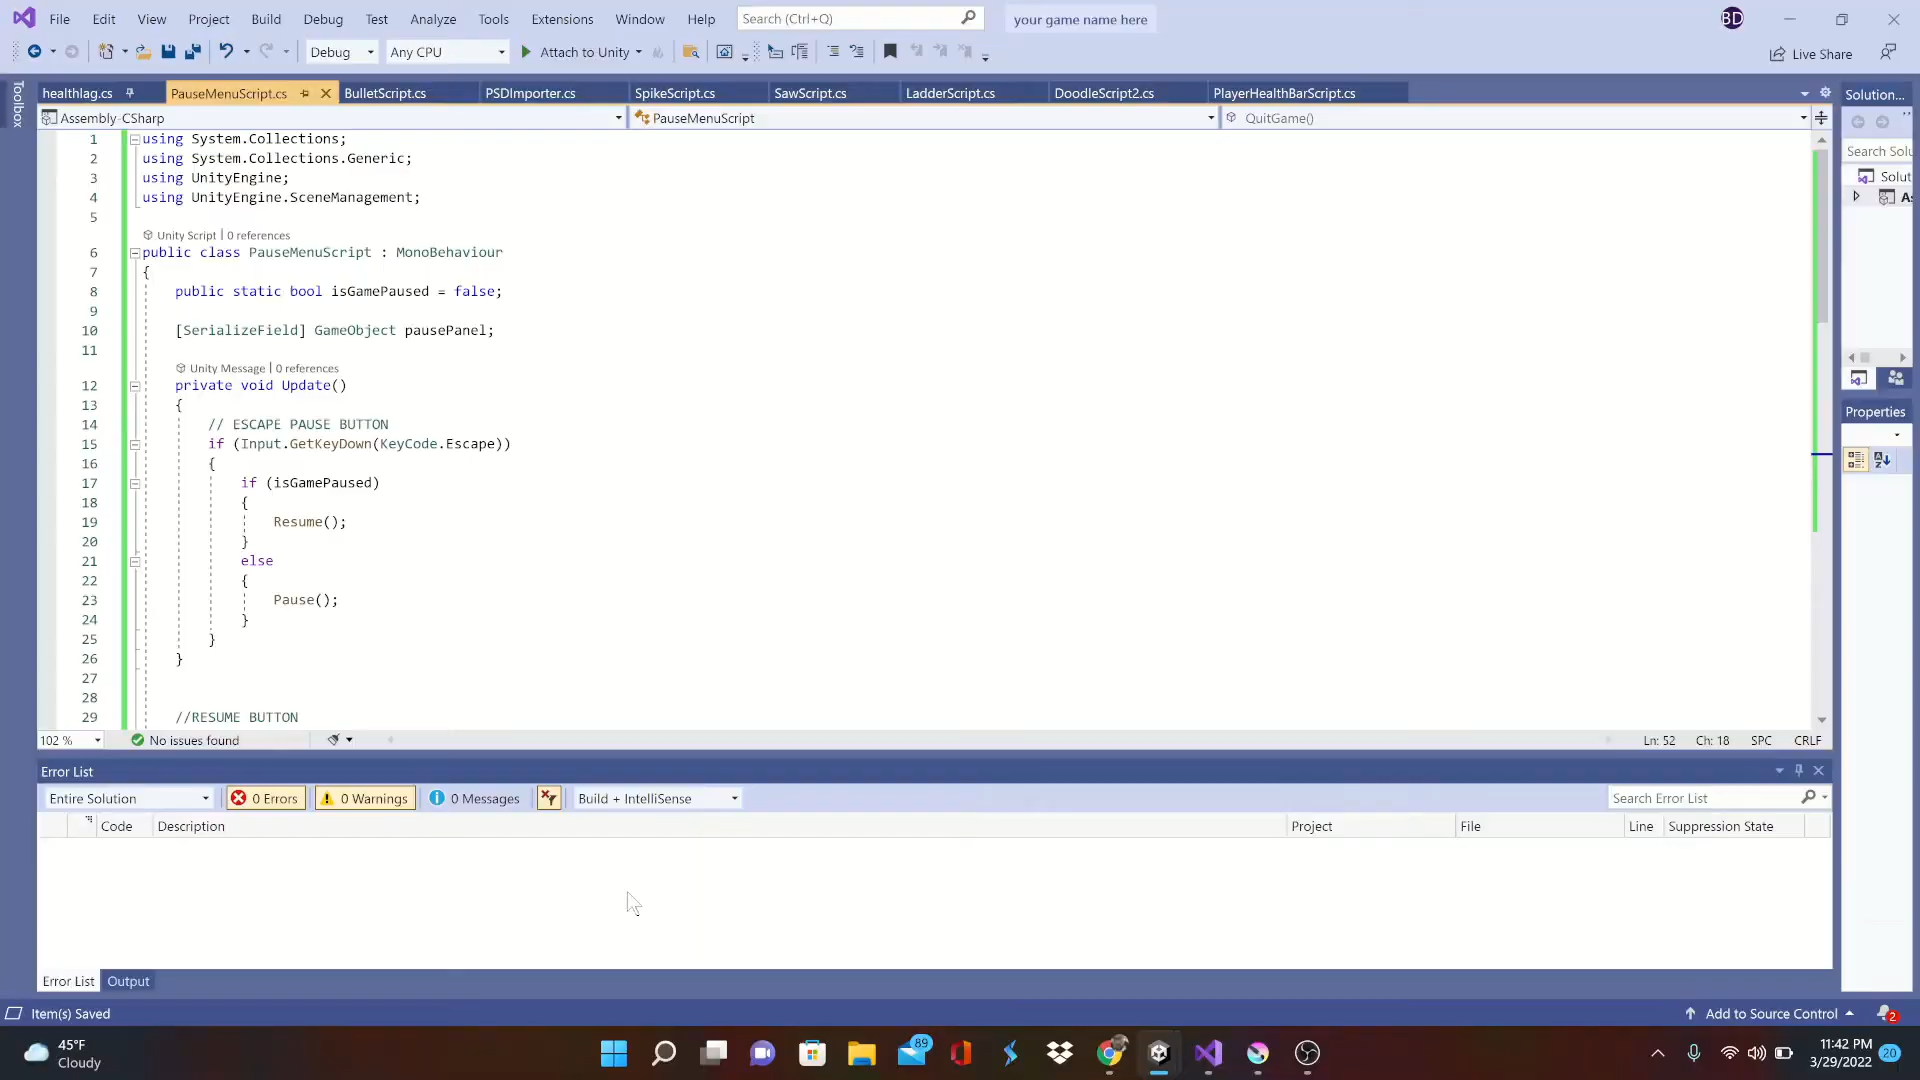 File Edit View Project Build Debug Test Analyze Tools Extensions Window Help Search (Ctrl+Q) your game name here BD
Debug Any CPU Attach to Unity Live Share
Toolbox
healthlag.cs PauseMenuScript.cs BulletScript.cs PSDImporter.cs SpikeScript.cs SawScript.cs LadderScript.cs DoodleScript2.cs PlayerHealthBarScript.cs
Assembly-CSharp PauseMenuScript QuitGame()
1 using System.Collections;
2 using System.Collections.Generic;
3 using UnityEngine;
4 using UnityEngine.SceneManagement;
5
Unity Script | 0 references
6 public class PauseMenuScript : MonoBehaviour
7 {
8 public static bool isGamePaused = false;
9
10 [SerializeField] GameObject pausePanel;
11
Unity Message | 0 references
12 private void Update()
13 {
14 // ESCAPE PAUSE BUTTON
15 if (Input.GetKeyDown(KeyCode.Escape))
16 {
17 if (isGamePaused)
18 {
19 Resume();
20 }
21 else
22 {
23 Pause();
24 }
25 }
26 }
27
28
29 //RESUME BUTTON
102 % No issues found Ln: 52 Ch: 18 SPC CRLF
Solution...
Search Solu
Solut
As
Properties
Error List
Entire Solution 0 Errors 0 Warnings 0 Messages Build + IntelliSense Search Error List
Code Description Project File Line Suppression State
Error List Output
Item(s) Saved Add to Source Control 2
45°F
Cloudy
89
11:42 PM
3/29/2022
20